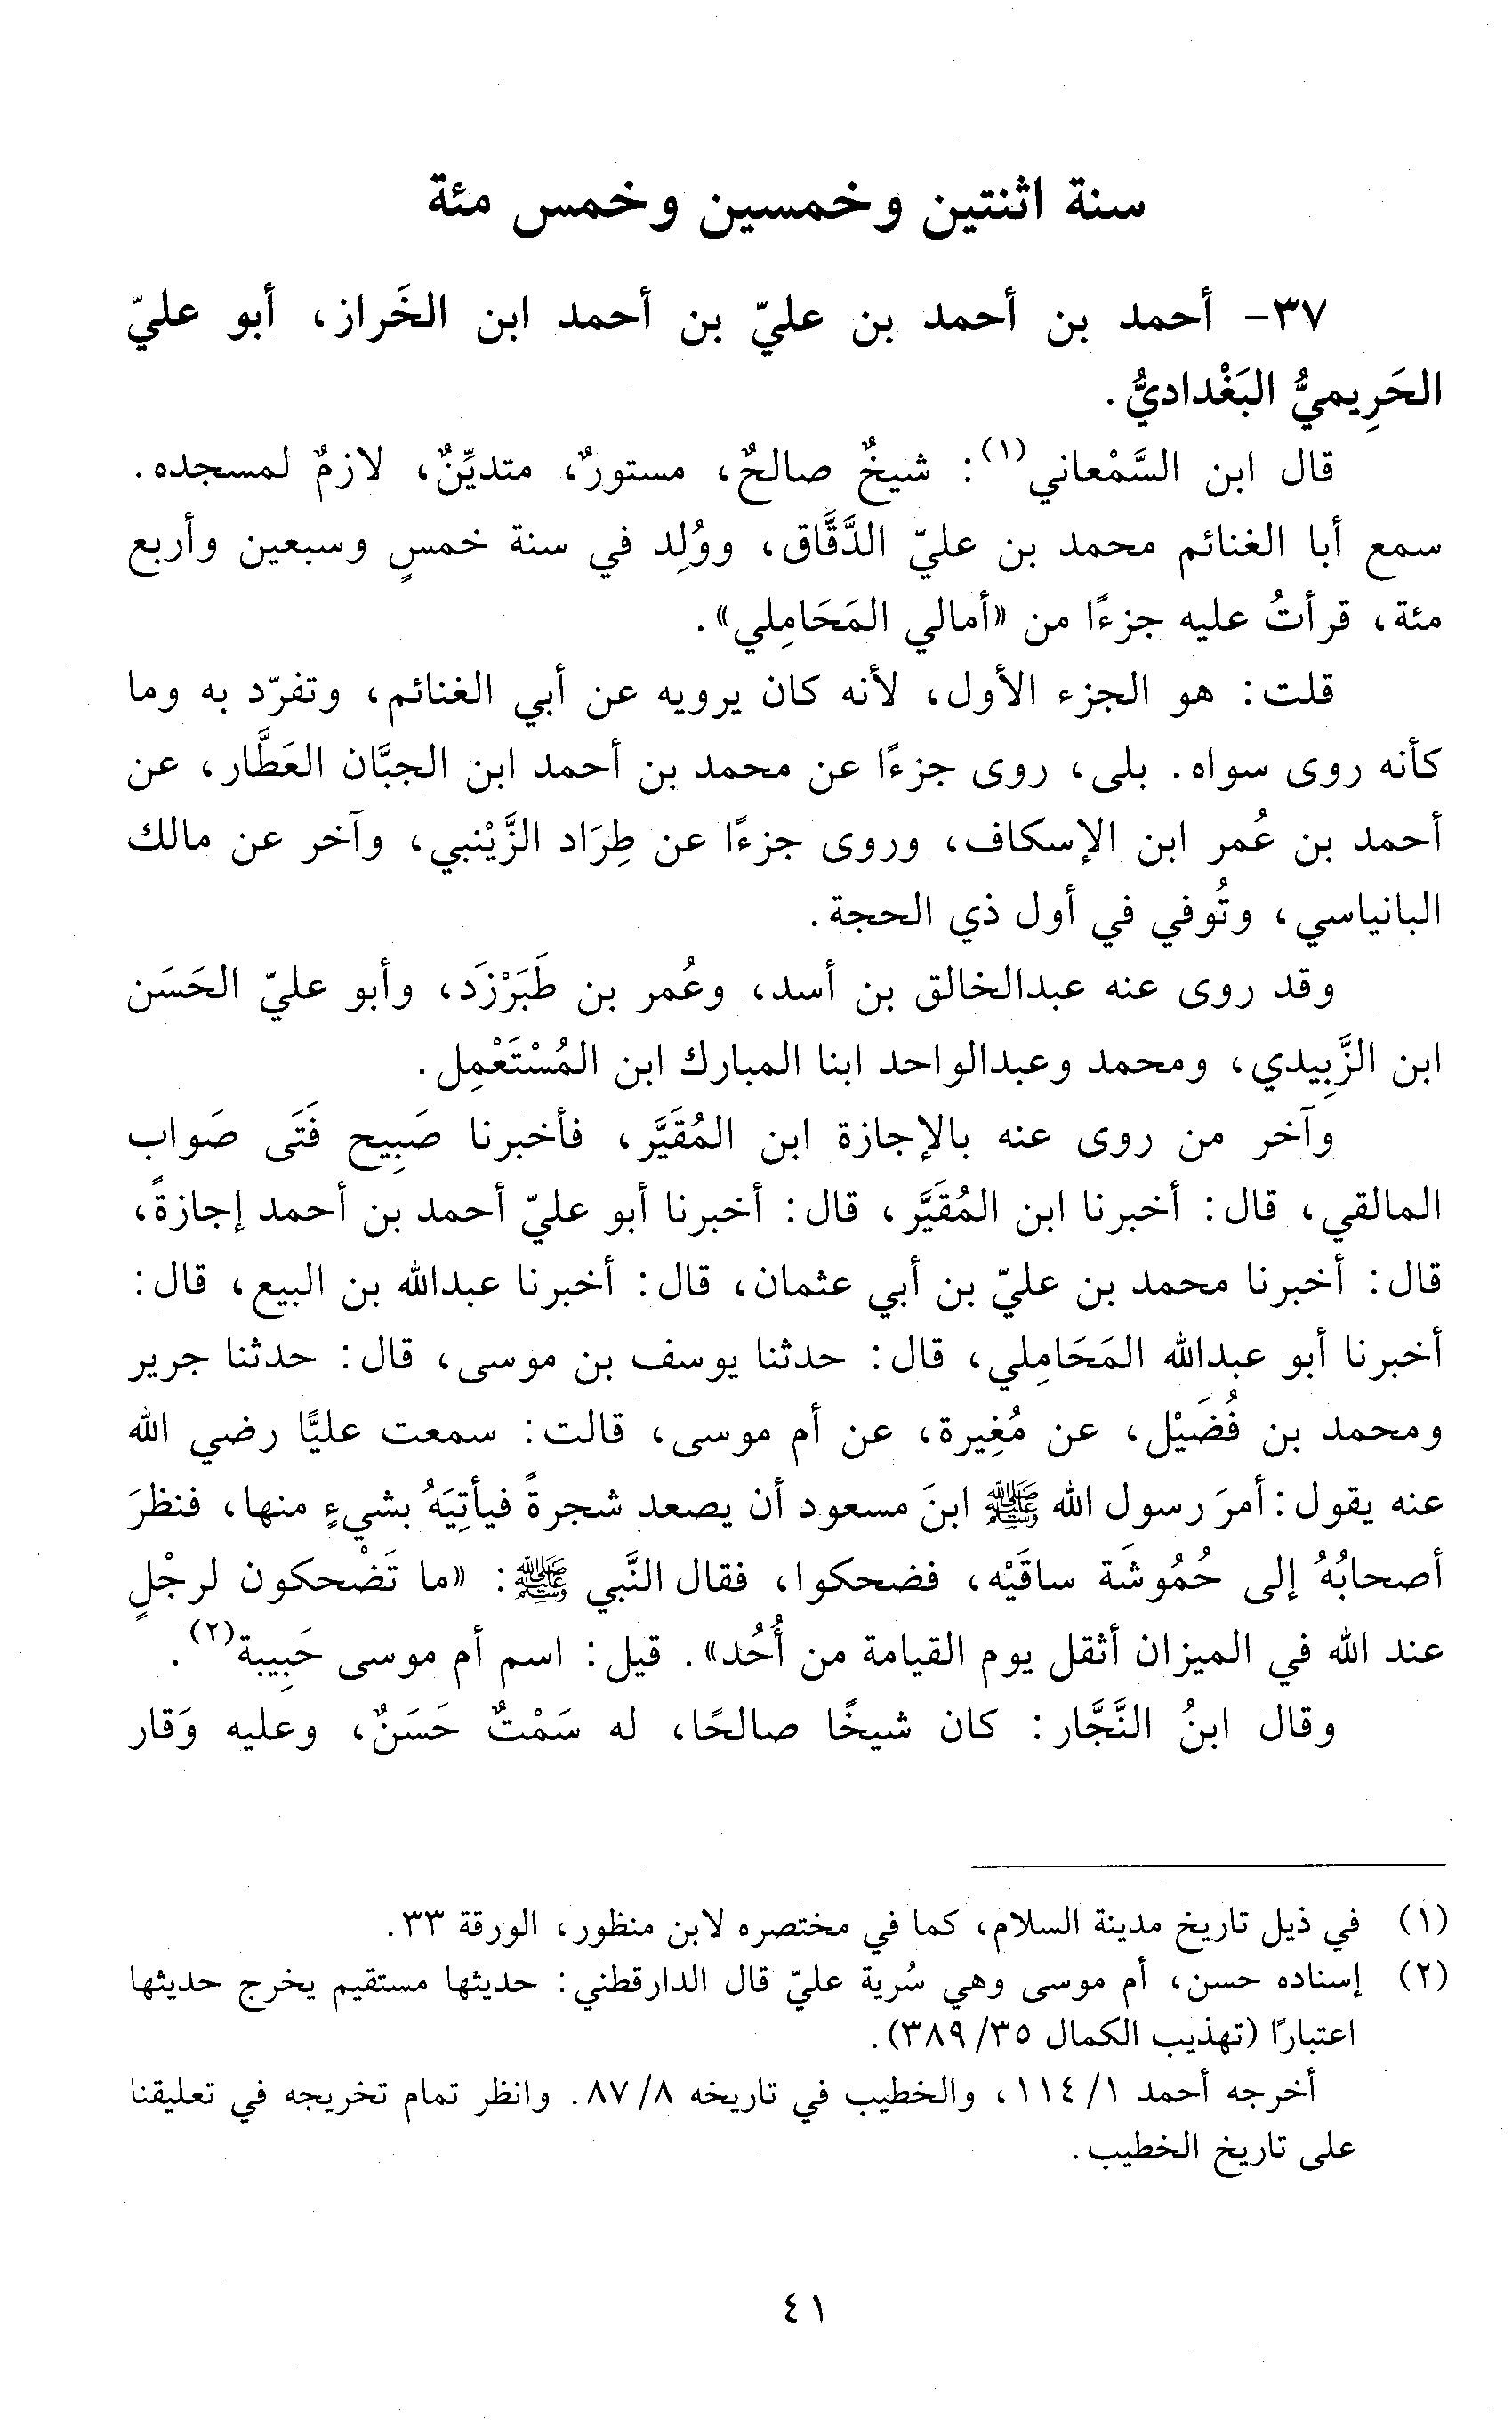 سنة اثنتين وخمسين وخمس مئة
٣٧- أحمد بن أحمد بن عليّ بن أحمد ابن الخَراز، أبو عليّ
الحَرِيميُّ البَغْداديُّ.
قال ابن السَّمْعاني(١): شيخٌ صالحٌ، مستورٌ، متديِّنٌ، لازمٌ لمسجده.
سمع أبا الغنائم محمد بن عليّ الدَّقَّاق، ووُلِد في سنة خمسٍ وسبعين وأربع
مئة، قرأتُ عليه جزءًا من «أمالي المَحَامِلي».
قلت: هو الجزء الأول، لأنه كان يرويه عن أبي الغنائم، وتفرّد به وما
كأنه روى سواه. بلى، روى جزءًا عن محمد بن أحمد ابن الجبَّان العَطَّار، عن
أحمد بن عُمر ابن الإسكاف، وروى جزءًا عن طِرَاد الزَّيْنبي، وآخر عن مالك
البانياسي، وتُوفي في أول ذي الحجة.
وقد روى عنه عبدالخالق بن أسد، وعُمر بن طَبَرْزَد، وأبو عليّ الحَسَن
ابن الزَّبِيدي، ومحمد وعبدالواحد ابنا المبارك ابن المُسْتَعْمِل.
وآخر من روى عنه بالإجازة ابن المُقَيَّر، فأخبرنا صَبِيح فَتَى صَواب
المالقي، قال: أخبرنا ابن المُقَيَّر، قال: أخبرنا أبو عليّ أحمد بن أحمد إجازةً،
قال: أخبرنا محمد بن عليّ بن أبي عثمان، قال: أخبرنا عبدالله بن البيع، قال:
أخبرنا أبو عبدالله المَحَامِلي، قال: حدثنا يوسف بن موسى، قال: حدثنا جرير
ومحمد بن فُضَيْل، عن مُغِيرة، عن أم موسى، قالت: سمعت عليًّا رضي الله
عنه يقول: أمرَ رسول الله ﷺ ابنَ مسعود أن يصعد شجرةً فيأتِيَهُ بشيءٍ منها، فنظرَ
أصحابُهُ إلى حُمُوشَة ساقَيْه، فضحكوا، فقال النَّبي ﷺ: «ما تَضْحكون لرجْلٍ
عند الله في الميزان أثقل يوم القيامة من أُحُد». قيل: اسم أم موسى حَبِيبة(٢).
وقال ابنُ النَّجَّار: كان شيخًا صالحًا، له سَمْتٌ حَسَنٌ، وعليه وَقار
(١) في ذيل تاريخ مدينة السلام، كما في مختصره لابن منظور، الورقة ٣٣.
(٢) إسناده حسن، أم موسى وهي سُرية عليّ قال الدارقطني: حديثها مستقيم يخرج حديثها
اعتبارًا (تهذيب الكمال ٣٥/ ٣٨٩).
أخرجه أحمد ١/ ١١٤، والخطيب في تاريخه ٨/ ٨٧. وانظر تمام تخريجه في تعليقنا
على تاريخ الخطيب.
٤١